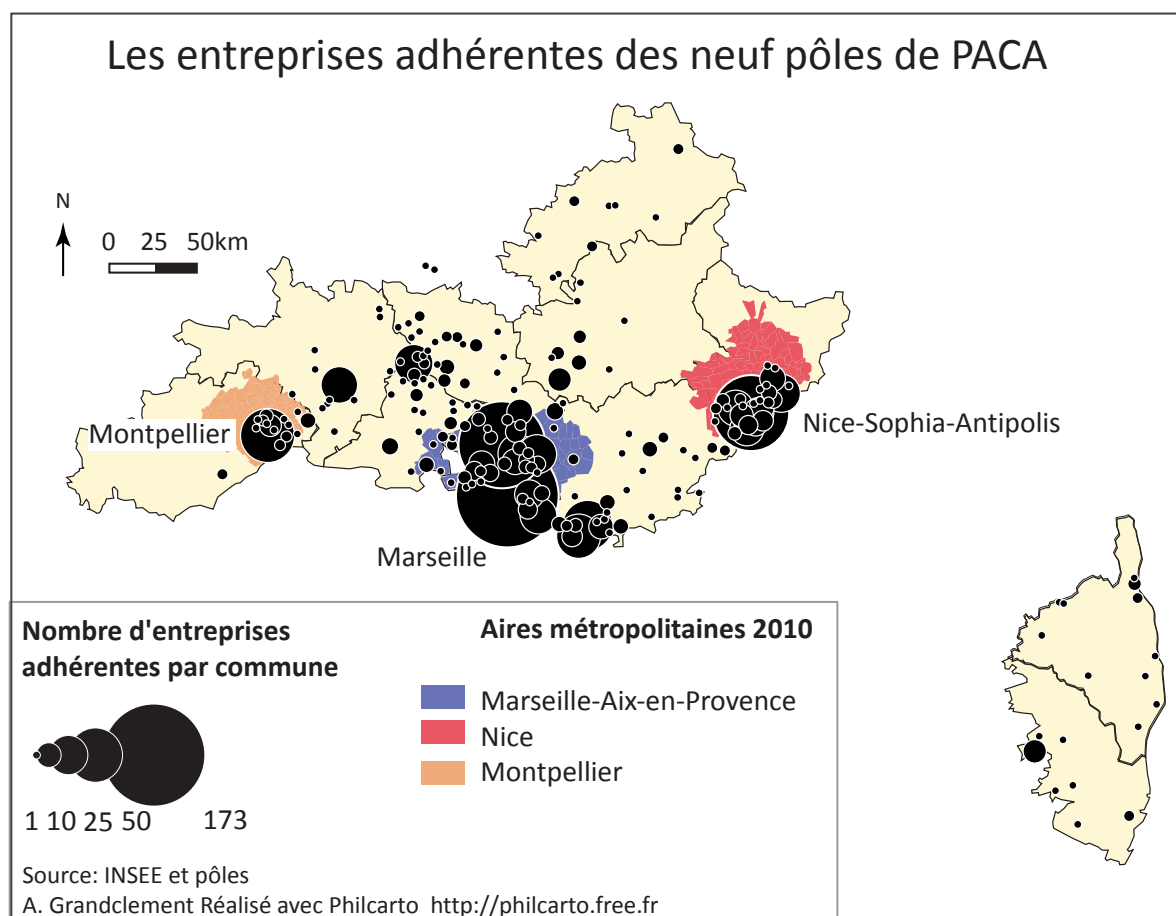 Les entreprises adhérentes des neuf pôles de PACA
N
0 25 50km
Montpellier
Nice-Sophia-Antipolis
Marseille
Nombre d'entreprises
adhérentes par commune
1 10 25 50 173
Aires métropolitaines 2010
Marseille-Aix-en-Provence
Nice
Montpellier
Source: INSEE et pôles
A. Grandclement Réalisé avec Philcarto http://philcarto.free.fr